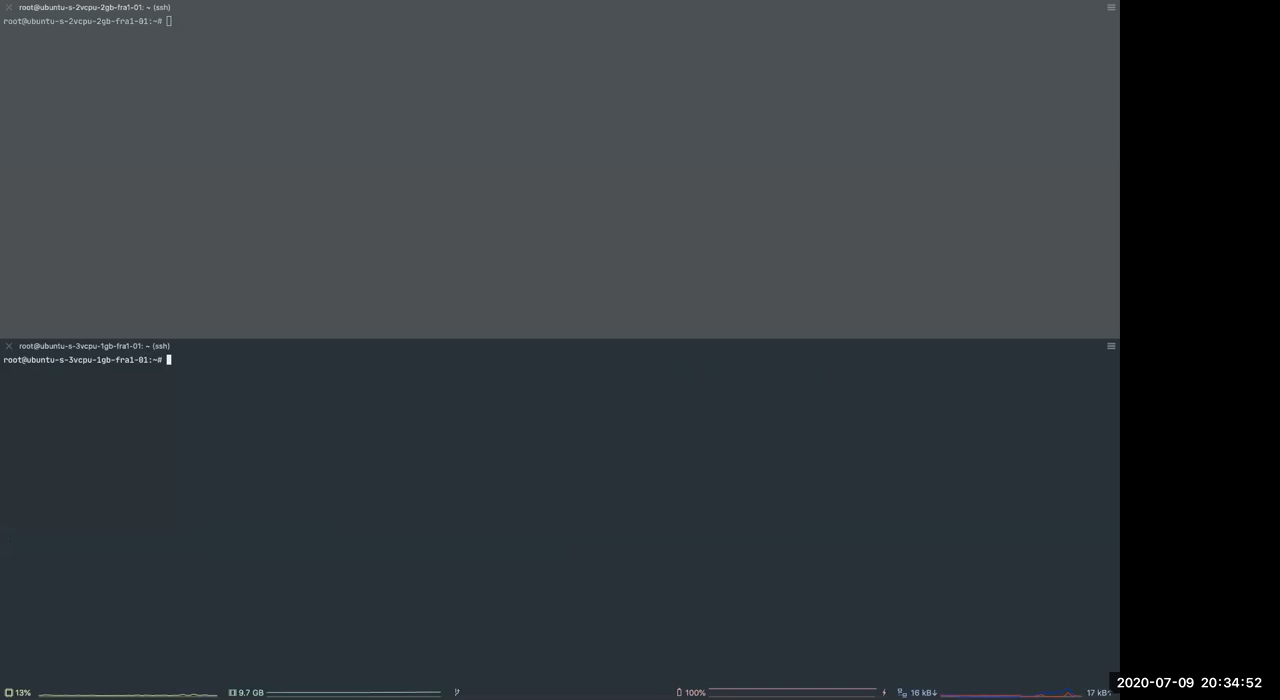 root@ubuntu-s-2vcpu-2gb-fra1-01: ~ (ssh)
root@ubuntu-s-2vcpu-2gb-fra1-01:~#
root@ubuntu-s-3vcpu-1gb-fra1-01: ~ (ssh)
root@ubuntu-s-3vcpu-1gb-fra1-01:~#
13% 9.7 GB 100% 16 kB↓ 17 kB↑
2020-07-09 20:34:52